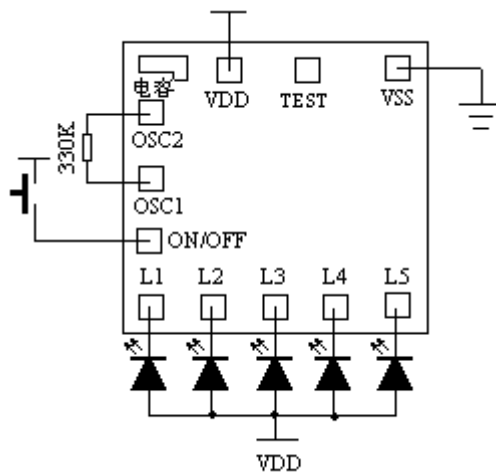 电容
VDD
TEST
VSS
OSC2
330K
OSC1
ON/OFF
L1
L2
L3
L4
L5
VDD